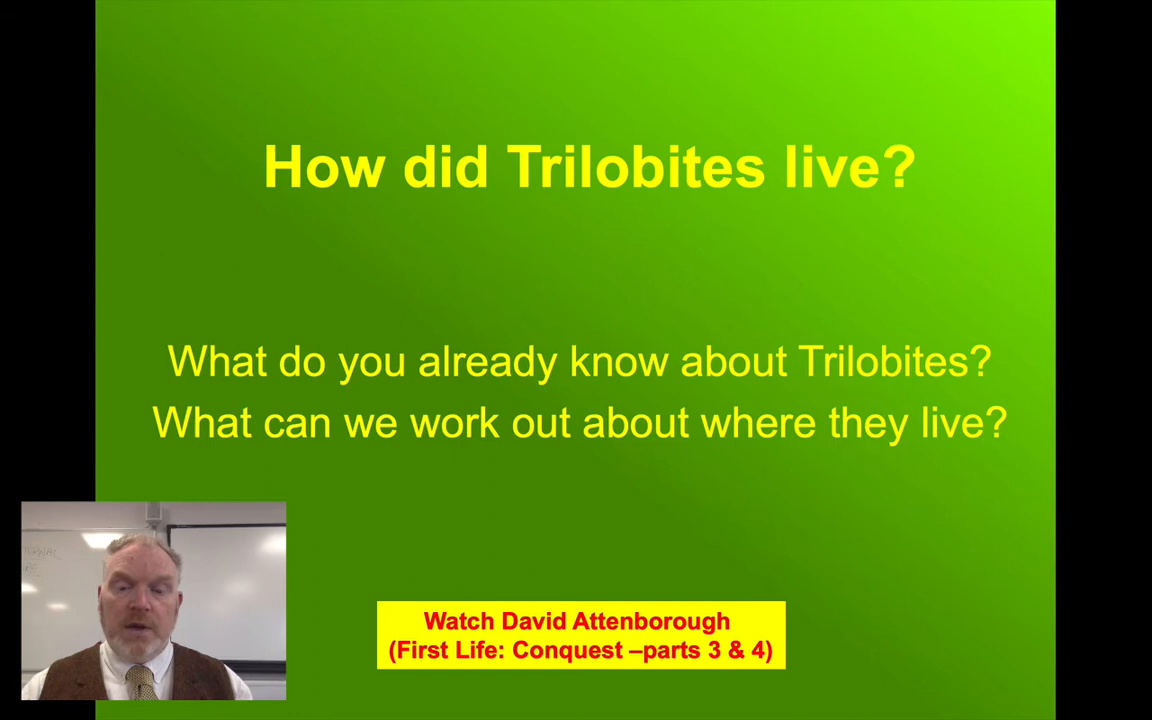 How did Trilobites live?
What do you already know about Trilobites?
What can we work out about where they live?
Watch David Attenborough
(First Life: Conquest –parts 3 & 4)